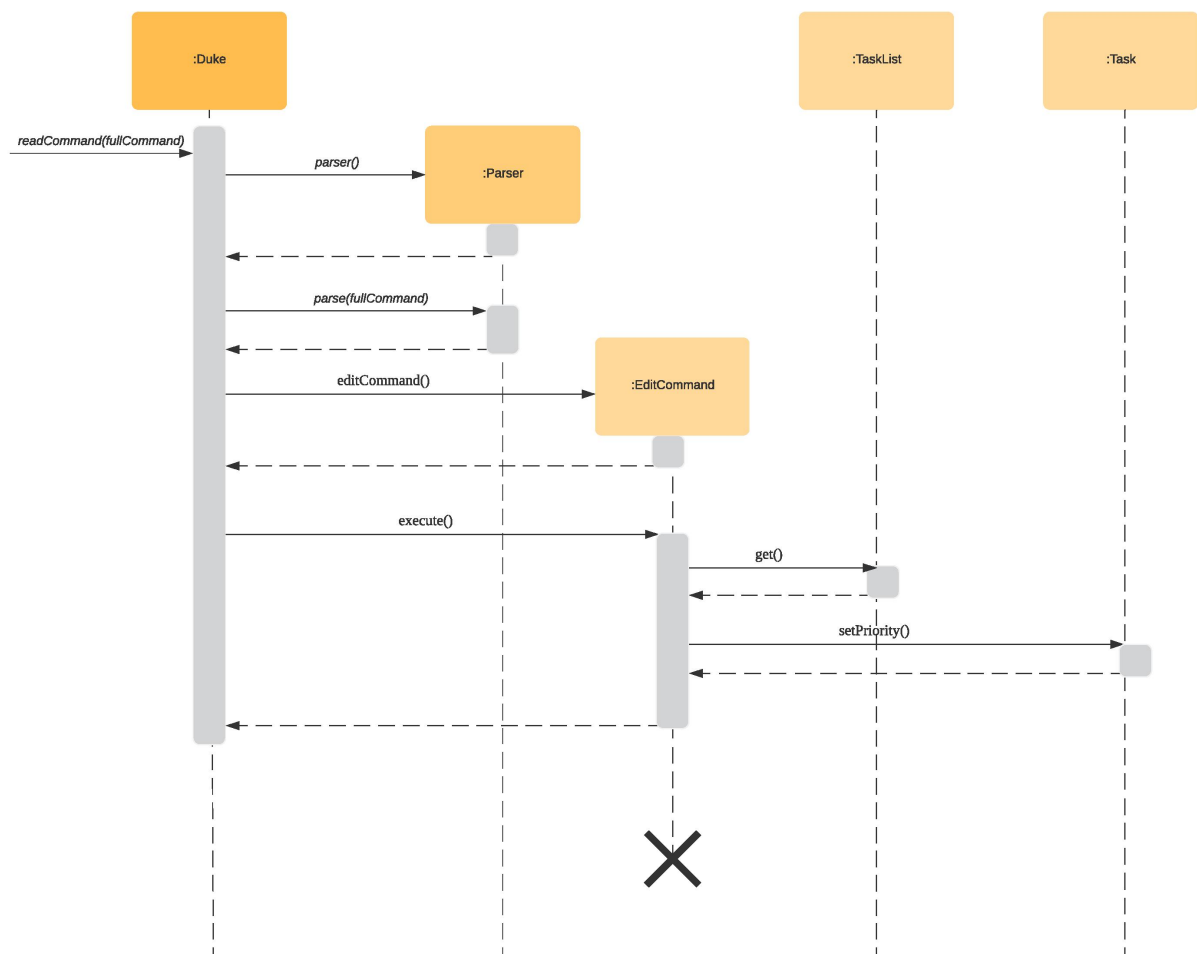 :Duke
:TaskList
:Task
readCommand(fullCommand)
parser()
:Parser
parse(fullCommand)
editCommand()
:EditCommand
execute()
get()
setPriority()